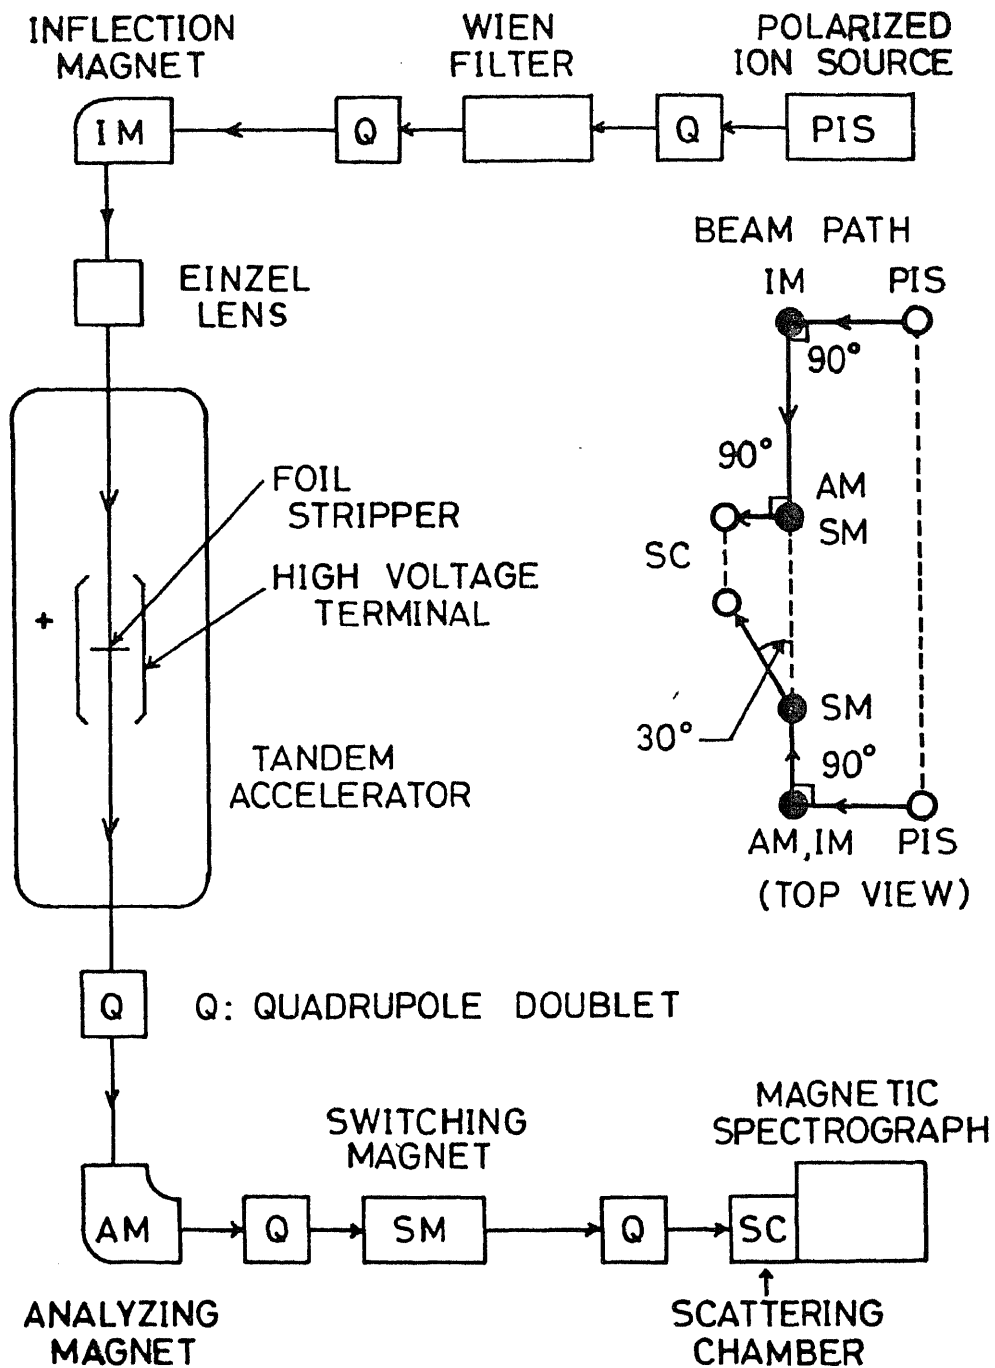 INFLECTION
MAGNET
WIEN
FILTER
POLARIZED
ION SOURCE
IM
Q
Q
PIS
BEAM PATH
IM
PIS
90°
EINZEL
LENS
90°
AM
SM
SC
FOIL
STRIPPER
HIGH VOLTAGE
TERMINAL
+
SM
30°
90°
TANDEM
ACCELERATOR
AM, IM
PIS
(TOP VIEW)
Q
Q: QUADRUPOLE DOUBLET
SWITCHING
MAGNET
MAGNETIC
SPECTROGRAPH
AM
Q
SM
Q
SC
ANALYZING
MAGNET
SCATTERING
CHAMBER